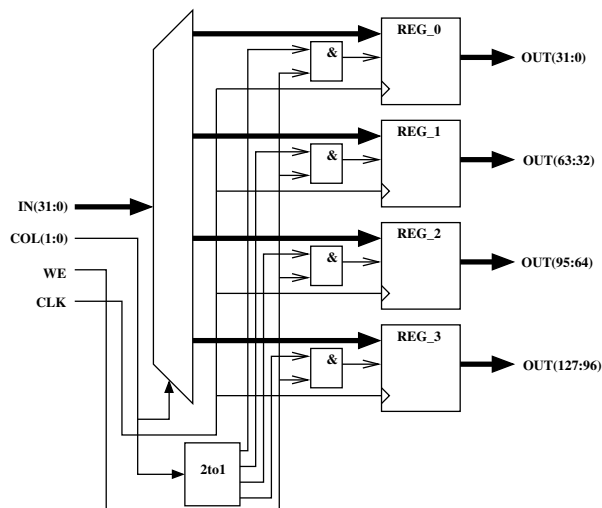 REG_0
&
OUT(31:0)
REG_1
&
OUT(63:32)
IN(31:0)
COL(1:0)
REG_2
&
OUT(95:64)
WE
CLK
REG_3
&
OUT(127:96)
2to1